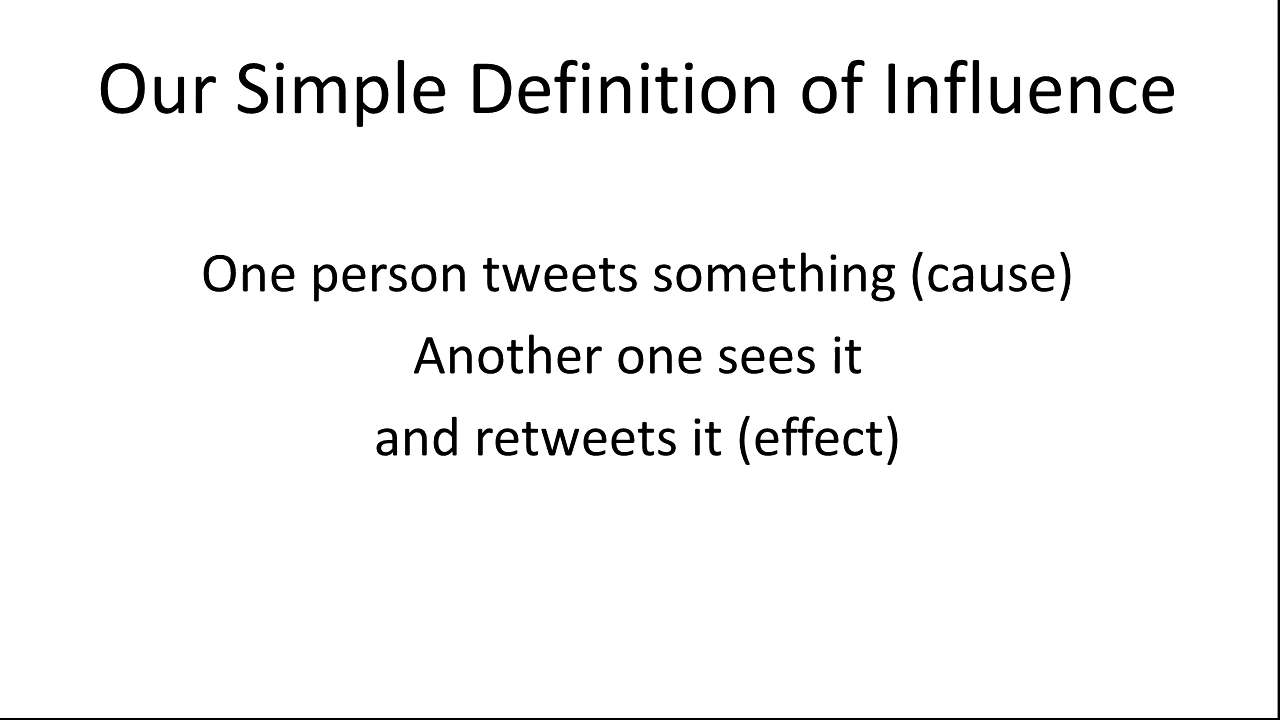 Our Simple Definition of Influence
One person tweets something (cause)
Another one sees it
and retweets it (effect)